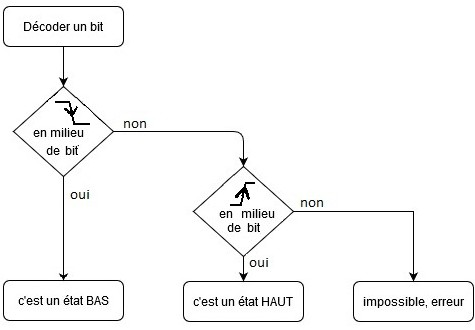 Décoder un bit
en milieu
de bit
non
oui
en milieu
de bit
non
oui
c'est un état BAS
c'est un état HAUT
impossible, erreur